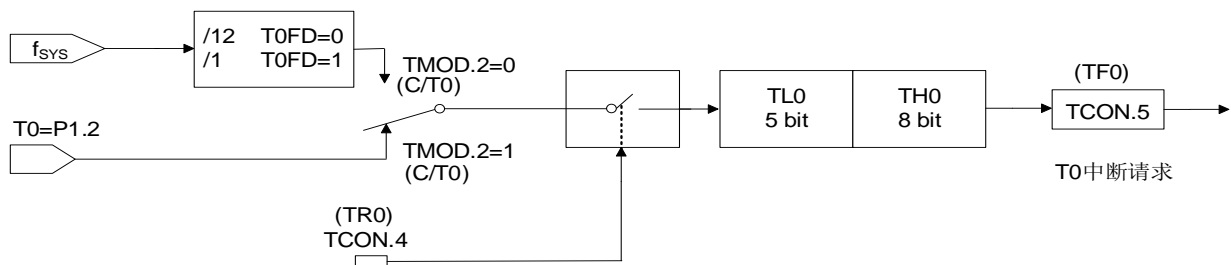 f_SYS
/12 T0FD=0
/1 T0FD=1
TMOD.2=0
(C/T0)
T0=P1.2
TMOD.2=1
(C/T0)
(TR0)
TCON.4
TL0
5 bit
TH0
8 bit
(TF0)
TCON.5
T0中断请求